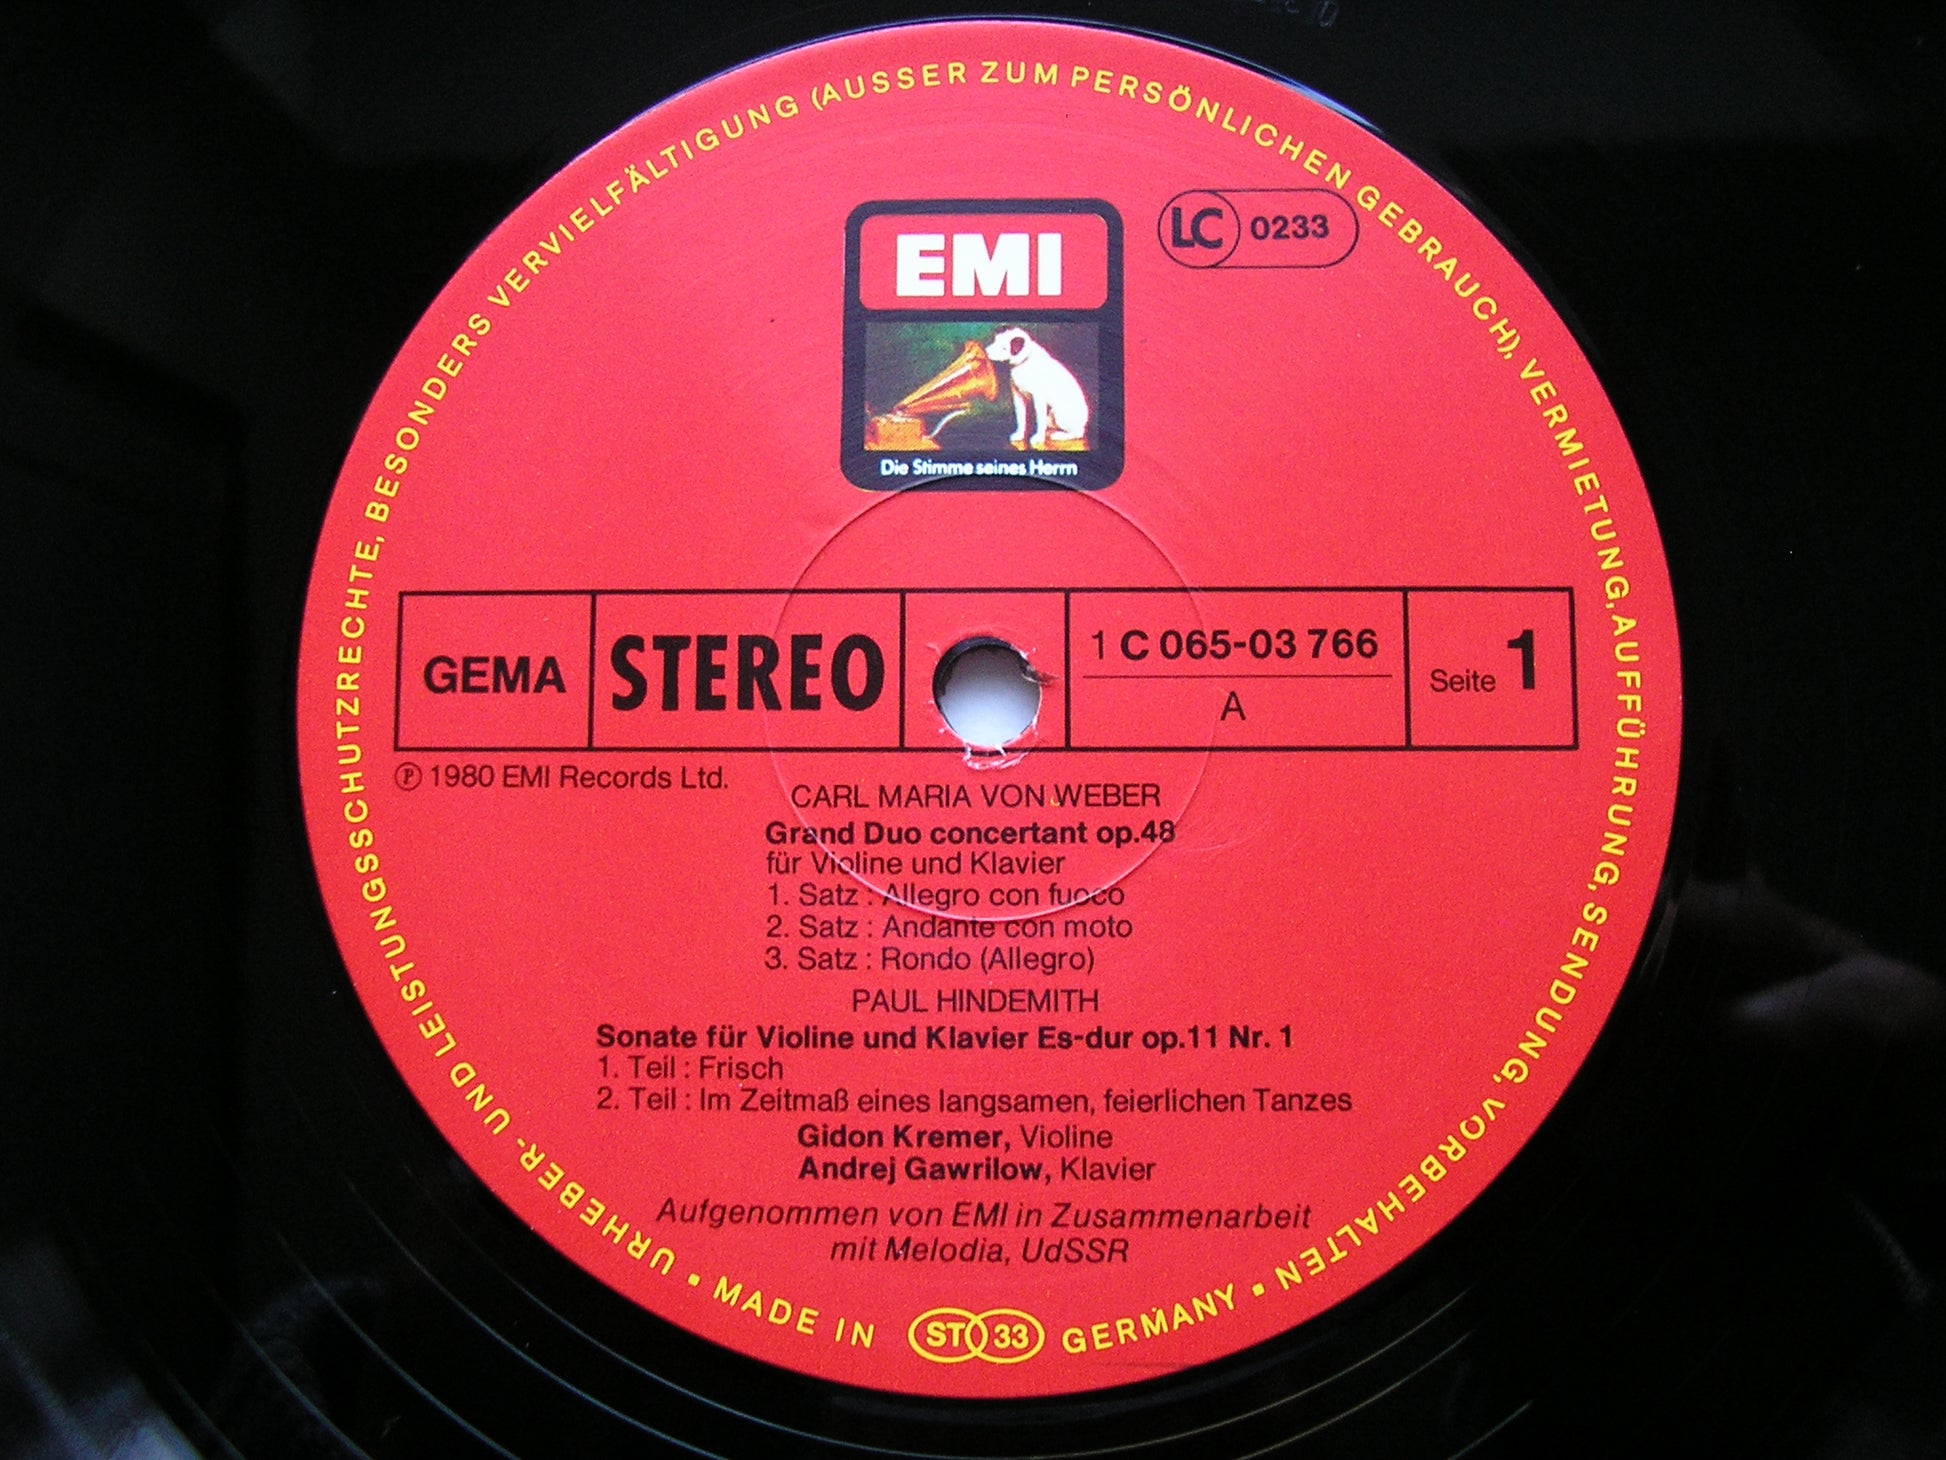 URHEBER- UND LEISTUNGSSCHUTZRECHTE, BESONDERS VERVIELFÄLTIGUNG (AUSSER ZUM PERSÖNLICHEN GEBRAUCH), VERMIETUNG, AUFFÜHRUNG, SENDUNG, VORBEHALTEN
EMI
LC 0233
Die Stimme seines Herrn
GEMA
STEREO
1 C 065-03 766
A
Seite 1
℗ 1980 EMI Records Ltd.
CARL MARIA VON WEBER
Grand Duo concertant op.48
für Violine und Klavier
1. Satz : Allegro con fuoco
2. Satz : Andante con moto
3. Satz : Rondo (Allegro)
PAUL HINDEMITH
Sonate für Violine und Klavier Es-dur op.11 Nr. 1
1. Teil : Frisch
2. Teil : Im Zeitmaß eines langsamen, feierlichen Tanzes
Gidon Kremer, Violine
Andrej Gawrilow, Klavier
Aufgenommen von EMI in Zusammenarbeit
mit Melodia, UdSSR
▪ MADE IN ST 33 GERMANY ▪